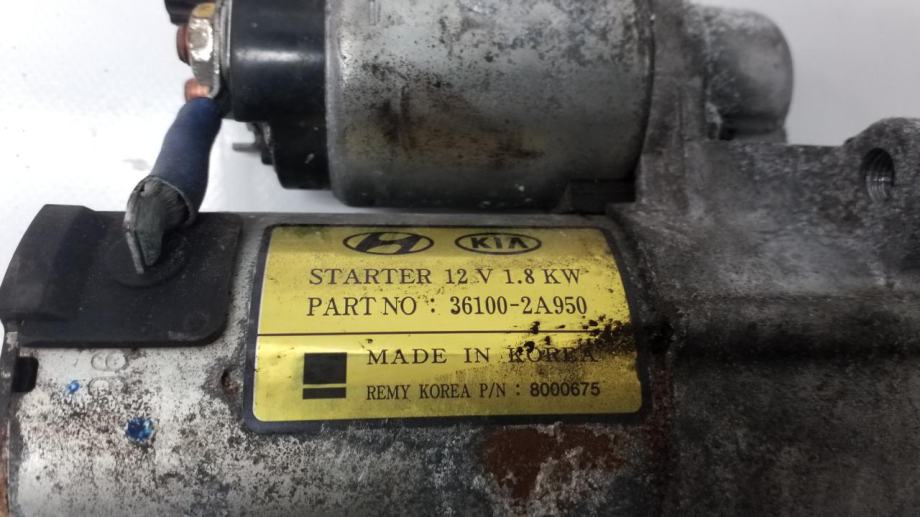 KIA
STARTER 12 V 1.8 KW
PART NO : 36100-2A950
MADE IN KOREA
REMY KOREA P/N : 8000675